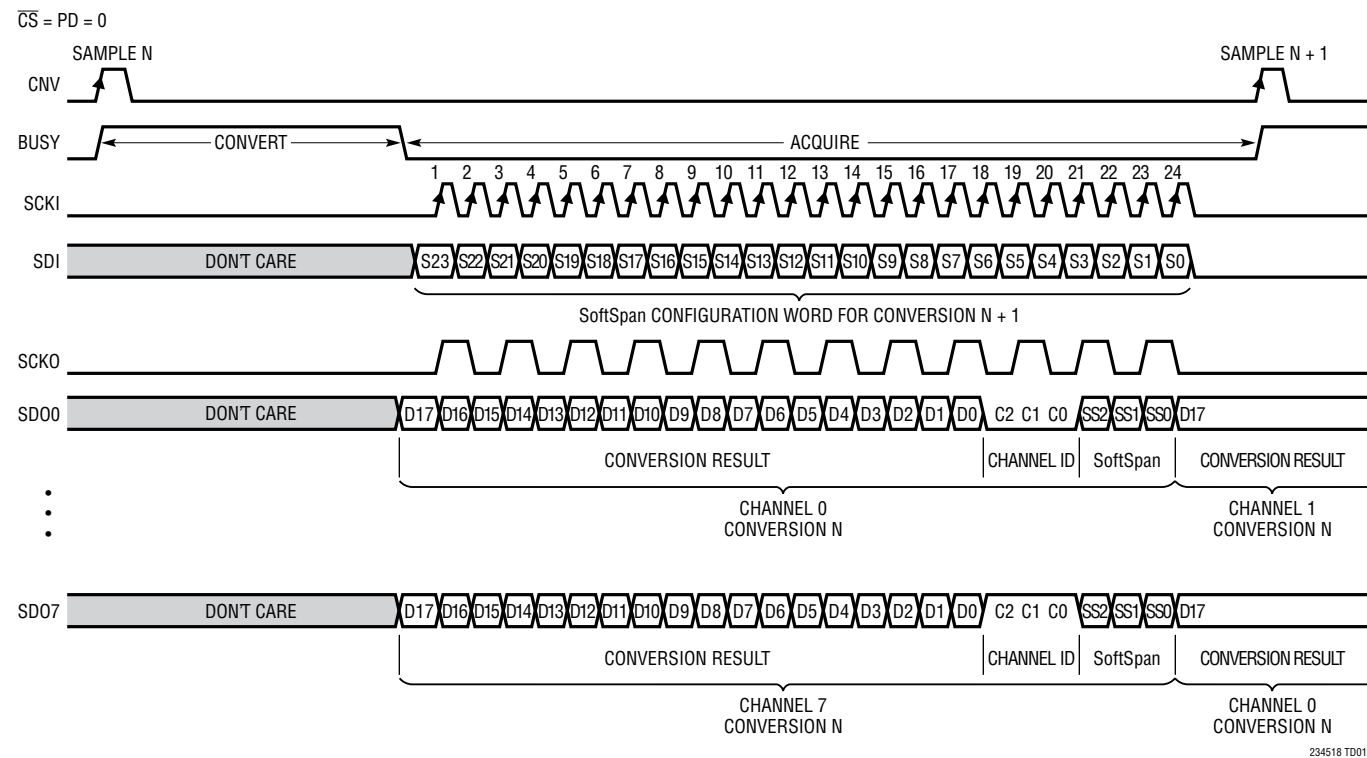 CS = PD = 0
SAMPLE N
SAMPLE N + 1
CNV
BUSY
CONVERT
ACQUIRE
1 2 3 4 5 6 7 8 9 10 11 12 13 14 15 16 17 18 19 20 21 22 23 24
SCKI
SDI
DON'T CARE
S23 S22 S21 S20 S19 S18 S17 S16 S15 S14 S13 S12 S11 S10 S9 S8 S7 S6 S5 S4 S3 S2 S1 S0
SoftSpan CONFIGURATION WORD FOR CONVERSION N + 1
SCKO
SDO0
DON'T CARE
D17 D16 D15 D14 D13 D12 D11 D10 D9 D8 D7 D6 D5 D4 D3 D2 D1 D0 C2 C1 C0 SS2 SS1 SS0 D17
CONVERSION RESULT
CHANNEL ID
SoftSpan
CONVERSION RESULT
CHANNEL 0
CONVERSION N
CHANNEL 1
CONVERSION N
SDO7
DON'T CARE
D17 D16 D15 D14 D13 D12 D11 D10 D9 D8 D7 D6 D5 D4 D3 D2 D1 D0 C2 C1 C0 SS2 SS1 SS0 D17
CONVERSION RESULT
CHANNEL ID
SoftSpan
CONVERSION RESULT
CHANNEL 7
CONVERSION N
CHANNEL 0
CONVERSION N
234518 TD01